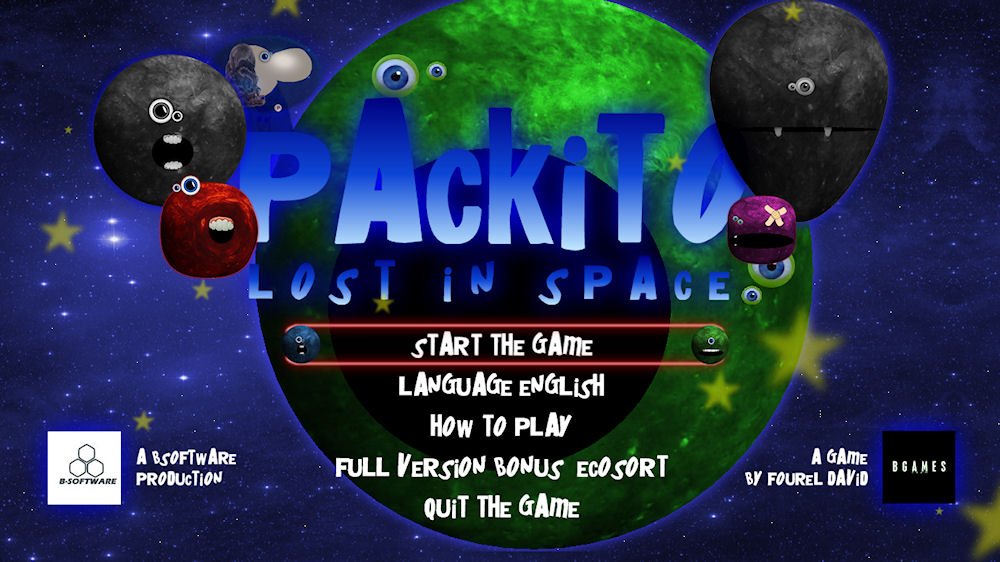 PACKITO
LOST IN SPACE
START THE GAME
LANGUAGE ENGLISH
HOW TO PLAY
FULL VERSION BONUS ECOSORT
QUIT THE GAME
B-SOFTWARE
A BSOFTWARE
PRODUCTION
A GAME
BY FOUREL DAVID
BGAMES